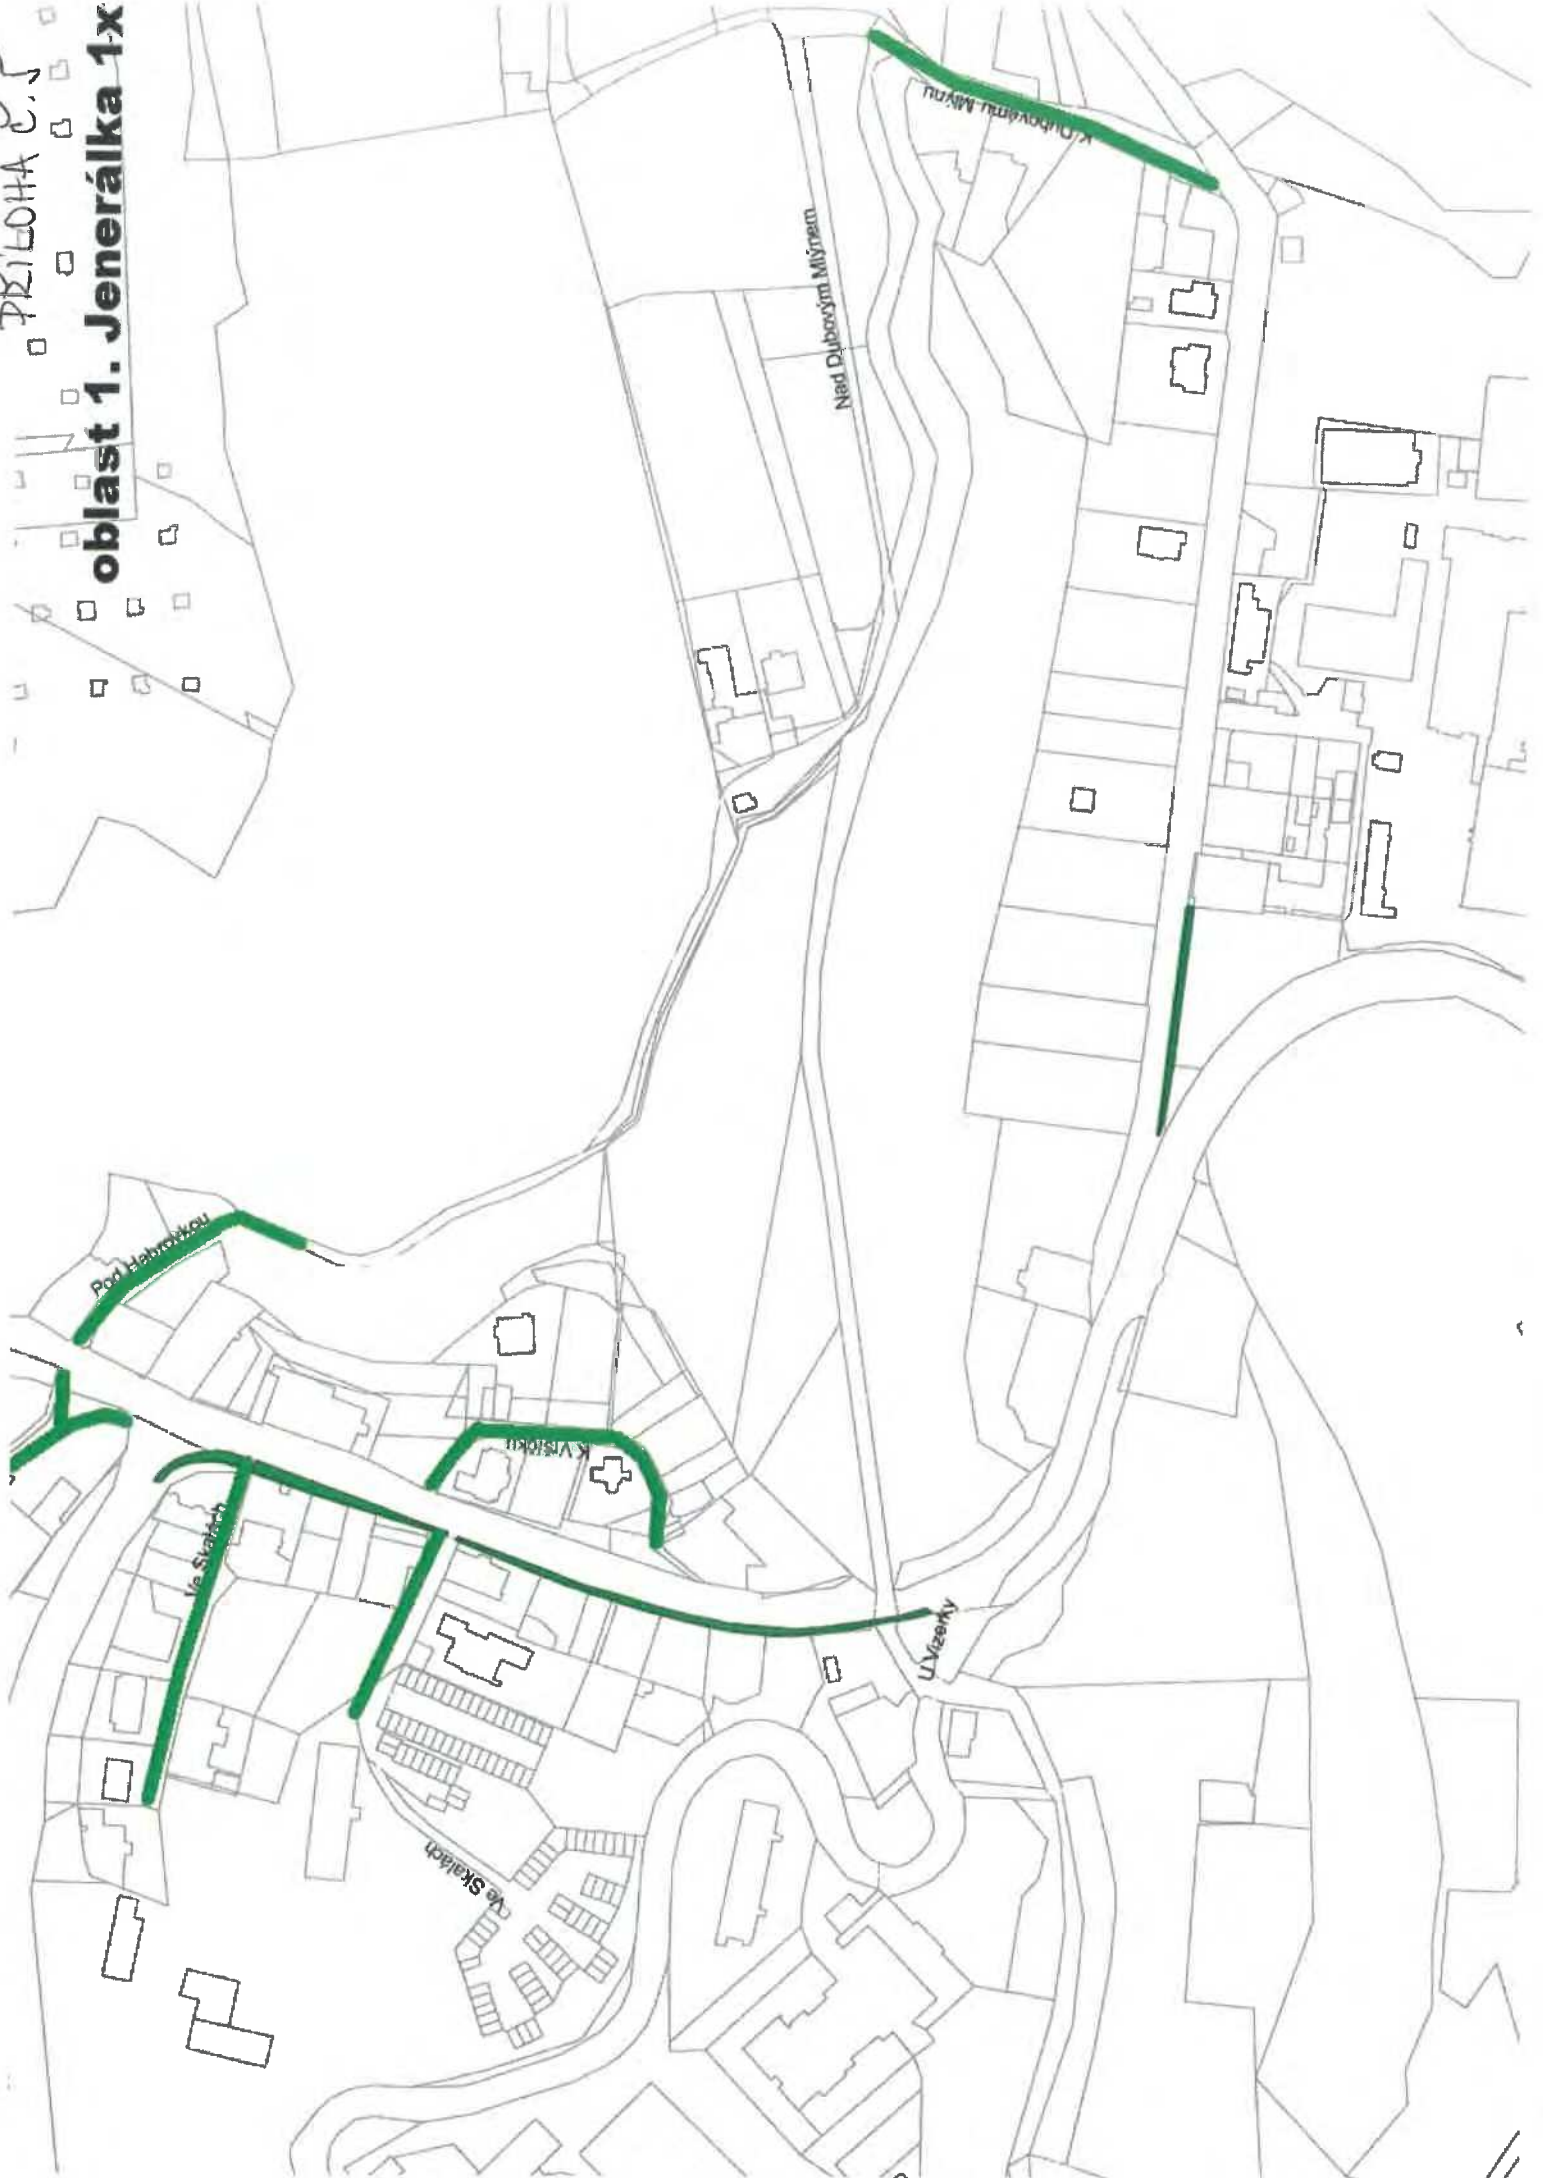 PŘÍLOHA č.5
oblast 1. Jenerálka 1x
K Dubovému Mlýnu
Nad Dubovým Mlýnem
Pod Habrovkou
K Vršíčku
Ve Skalách
U Vizerky
Ve Skalách